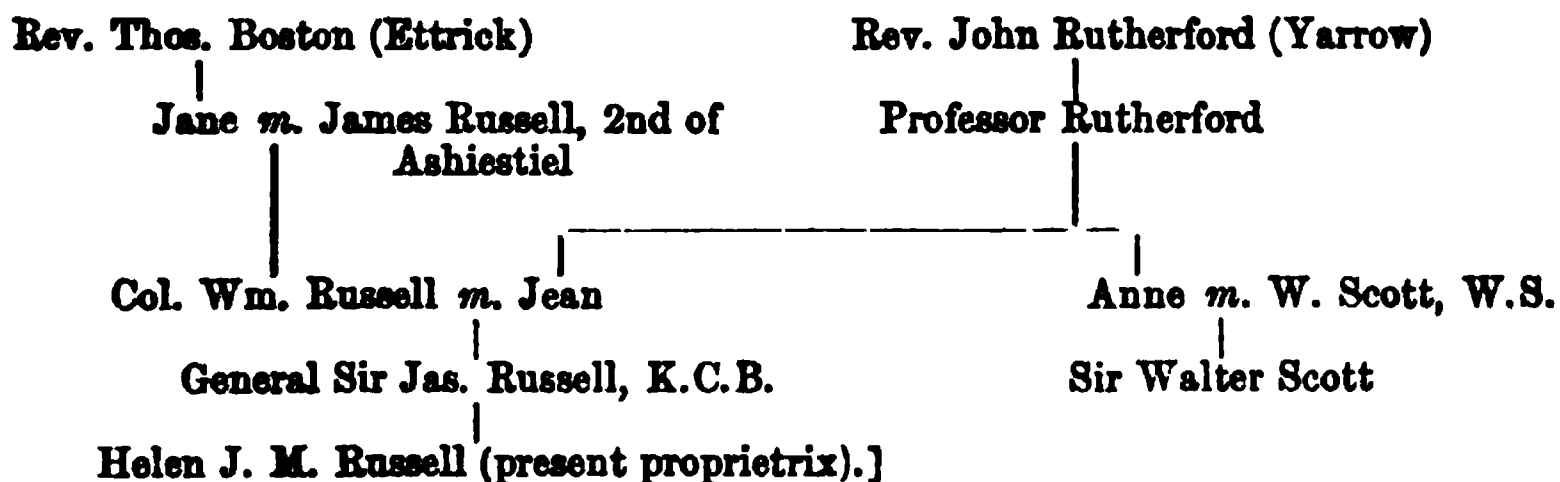 Rev. Thos. Boston (Ettrick) Rev. John Rutherford (Yarrow)
Jane m. James Russell, 2nd of Professor Rutherford
Ashiestiel
Col. Wm. Russell m. Jean Anne m. W. Scott, W.S.
General Sir Jas. Russell, K.C.B. Sir Walter Scott
Helen J. M. Russell (present proprietrix).]